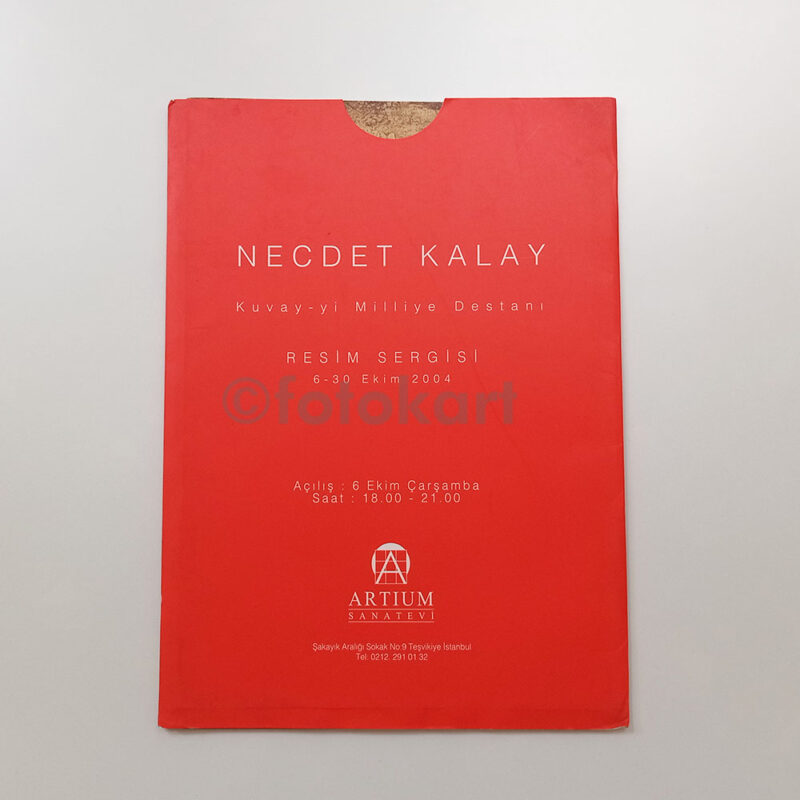 NECDET KALAY
Kuvay-yi Milliye Destanı
RESİM SERGİSİ
6-30 Ekim 2004
©fotokart
Açılış : 6 Ekim Çarşamba
Saat : 18.00 - 21.00
ARTIUM
SANATEVİ
Şakayık Aralığı Sokak No:9 Teşvikiye İstanbul
Tel: 0212. 291 01 32